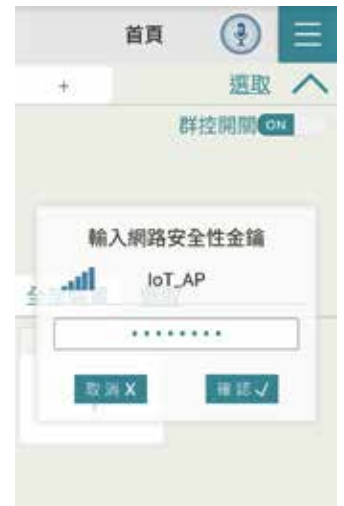 首頁
+
選取
群控開關 ON
輸入網路安全性金鑰
IoT_AP
••••••••
取消 X
確認 ✓